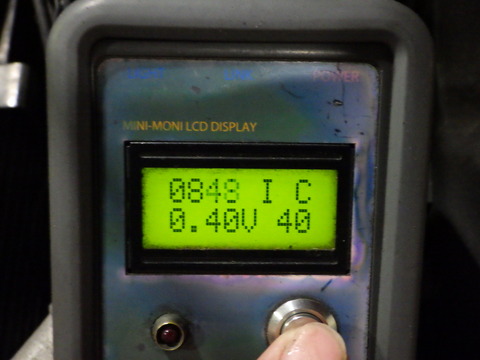 POWER
MINI-MONI LCD DISPLAY
0848 I C
0.40V 40